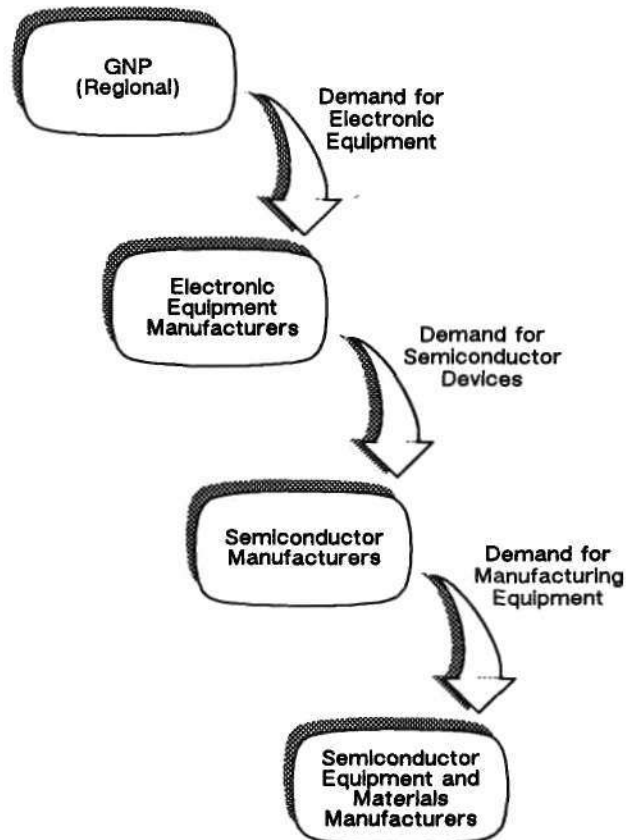 GNP
(Regional)
Demand for
Electronic
Equipment
Electronic
Equipment
Manufacturers
Demand for
Semiconductor
Devices
Semiconductor
Manufacturers
Demand for
Manufacturing
Equipment
Semiconductor
Equipment and
Materials
Manufacturers